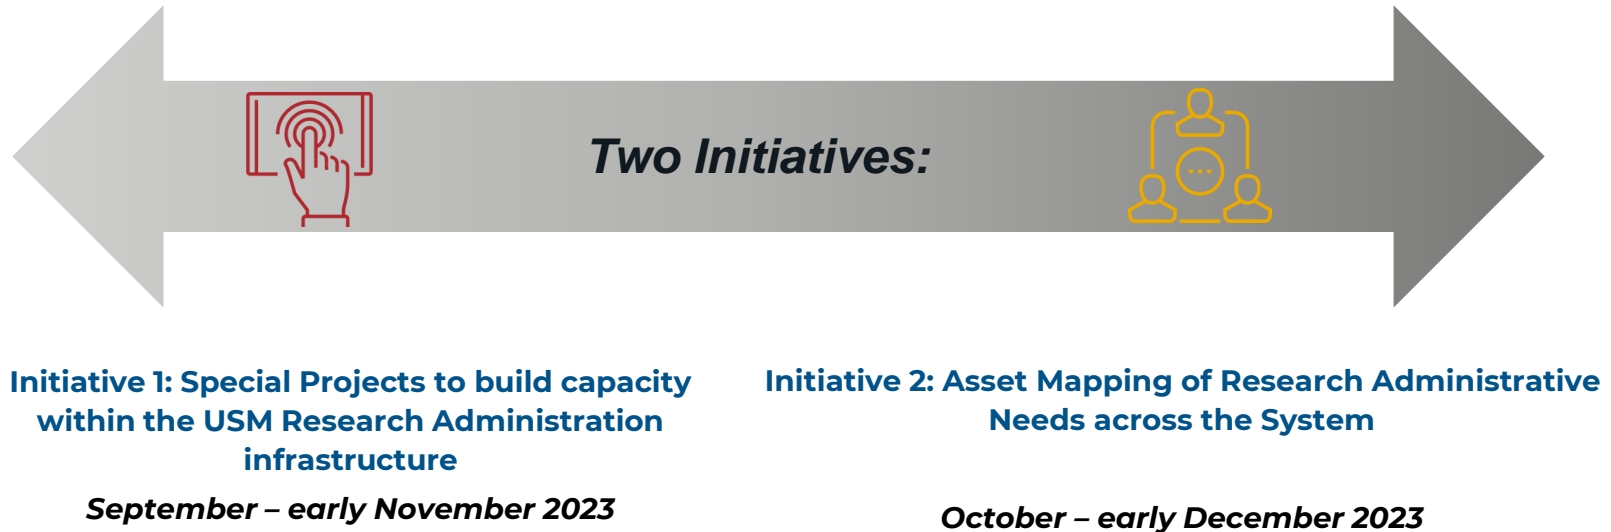 Two Initiatives:
Initiative 1: Special Projects to build capacity
within the USM Research Administration
infrastructure
September – early November 2023
Initiative 2: Asset Mapping of Research Administrative
Needs across the System
October – early December 2023